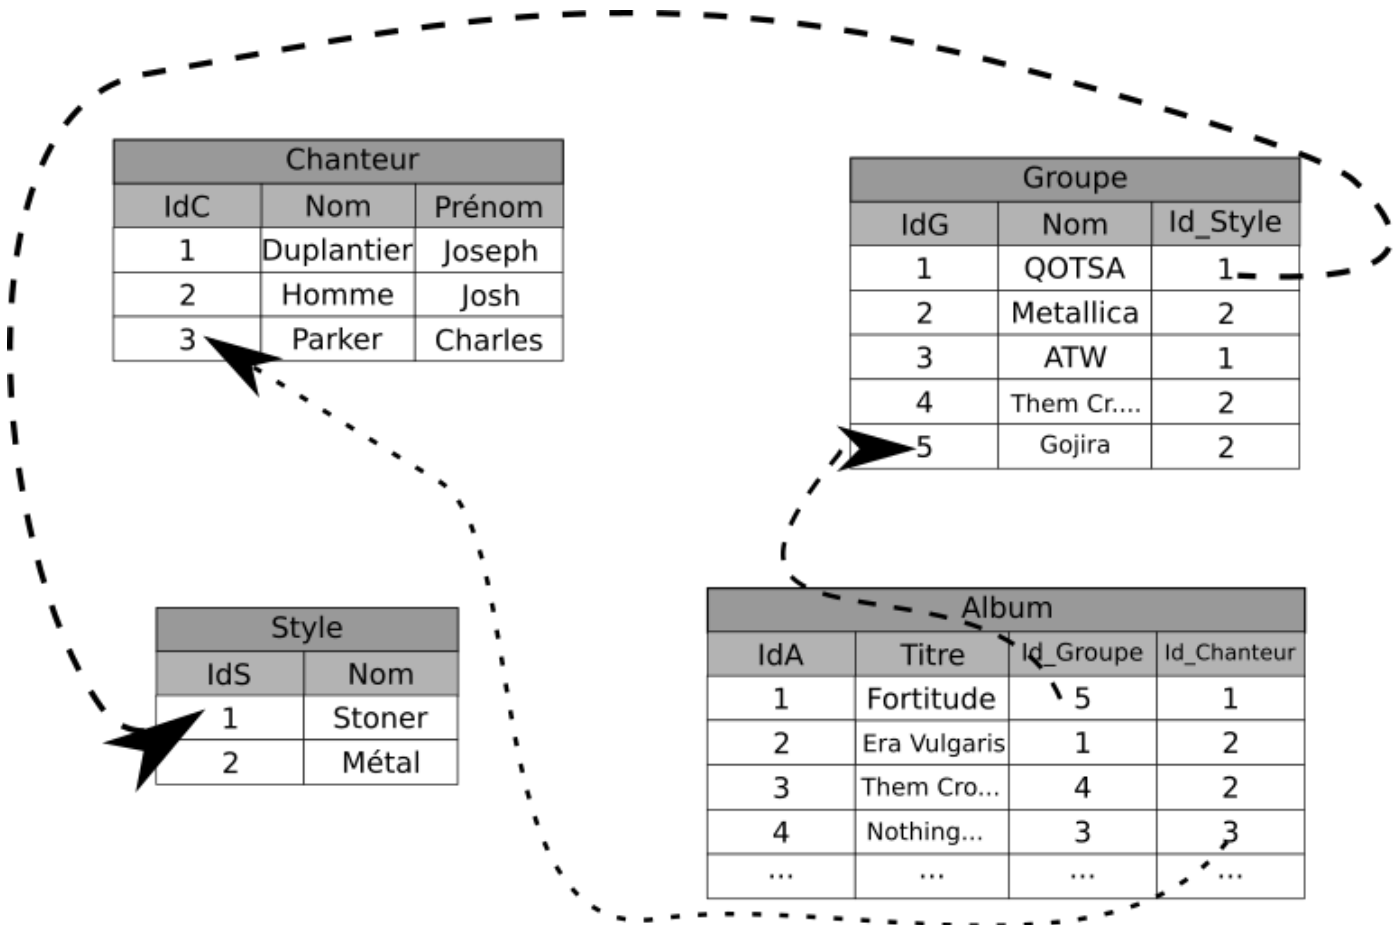 Chanteur
IdC Nom Prénom
1 Duplantier Joseph
2 Homme Josh
3 Parker Charles
Groupe
IdG Nom Id_Style
1 QOTSA 1
2 Metallica 2
3 ATW 1
4 Them Cr.... 2
5 Gojira 2
Style
IdS Nom
1 Stoner
2 Métal
Album
IdA Titre Id_Groupe Id_Chanteur
1 Fortitude 5 1
2 Era Vulgaris 1 2
3 Them Cro... 4 2
4 Nothing... 3 3
... ... ... ...